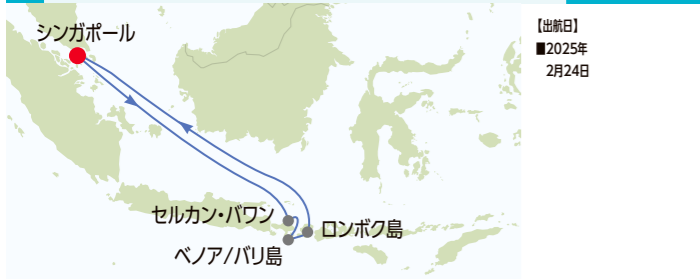 シンガポール
【出航日】
■2025年
2月24日
セルカン・バワン
ロンボク島
ベノア/バリ島